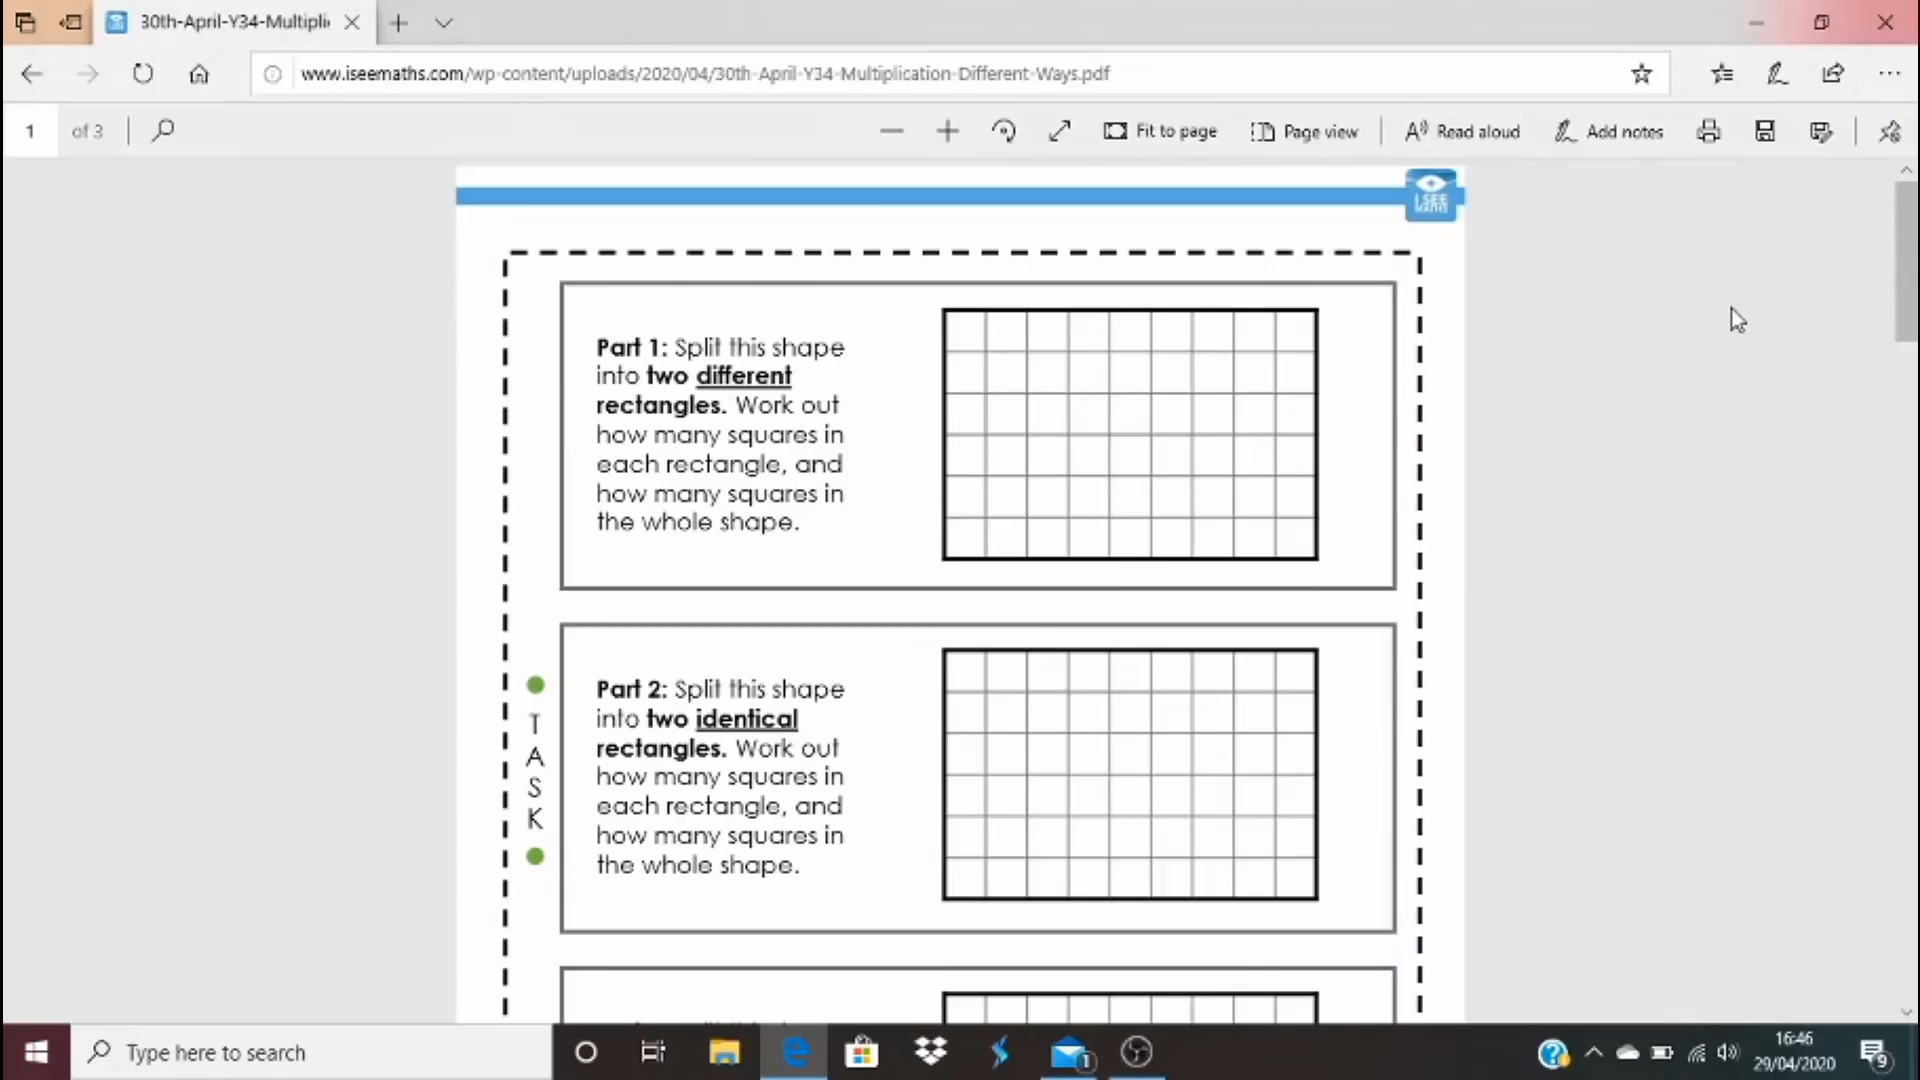 30th-April-Y34-Multipli
www.iseemaths.com/wp-content/uploads/2020/04/30th-April-Y34-Multiplication-Different-Ways.pdf
1 of 3
Fit to page
Page view
Read aloud
Add notes
I SEE
MATHS
Part 1: Split this shape
into two different
rectangles. Work out
how many squares in
each rectangle, and
how many squares in
the whole shape.
TASK
Part 2: Split this shape
into two identical
rectangles. Work out
how many squares in
each rectangle, and
how many squares in
the whole shape.
Type here to search
1
16:46
29/04/2020
9